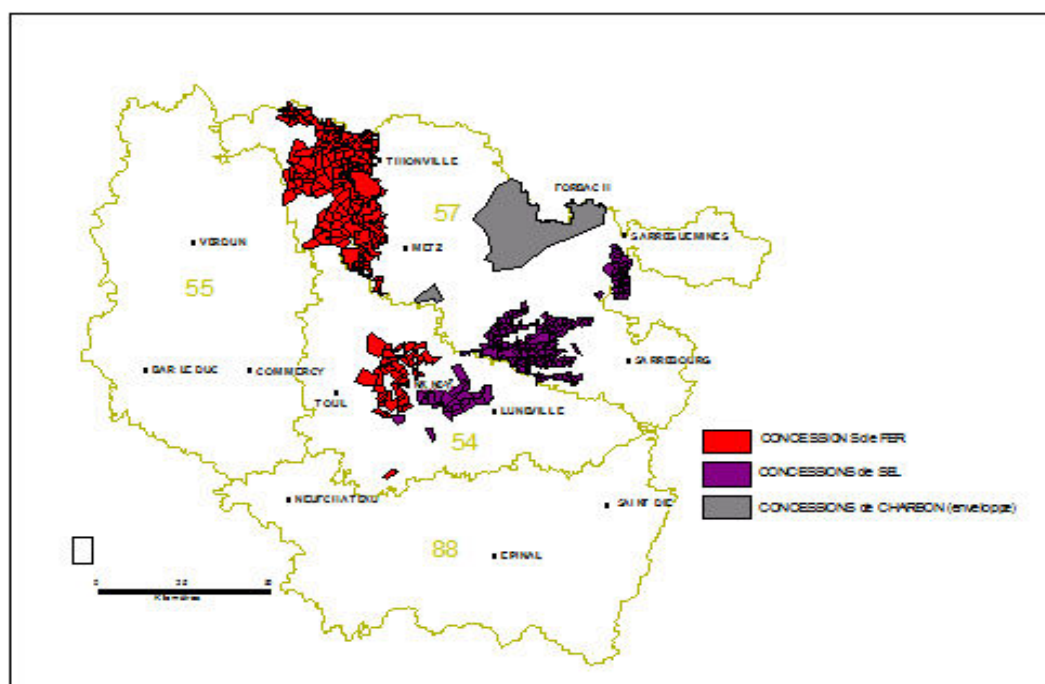 THIONVILLE
FORBACH
57
SARREGUEMINES
VERDUN
METZ
55
SARREBOURG
BAR LE DUC
COMMERCY
TOUL
LUNEVILLE
54
CONCESSIONS de FER
CONCESSIONS de SEL
NEUFCHATEAU
SAINT DIE
CONCESSIONS de CHARBON (enveloppe)
88
EPINAL
0
Kilomètres